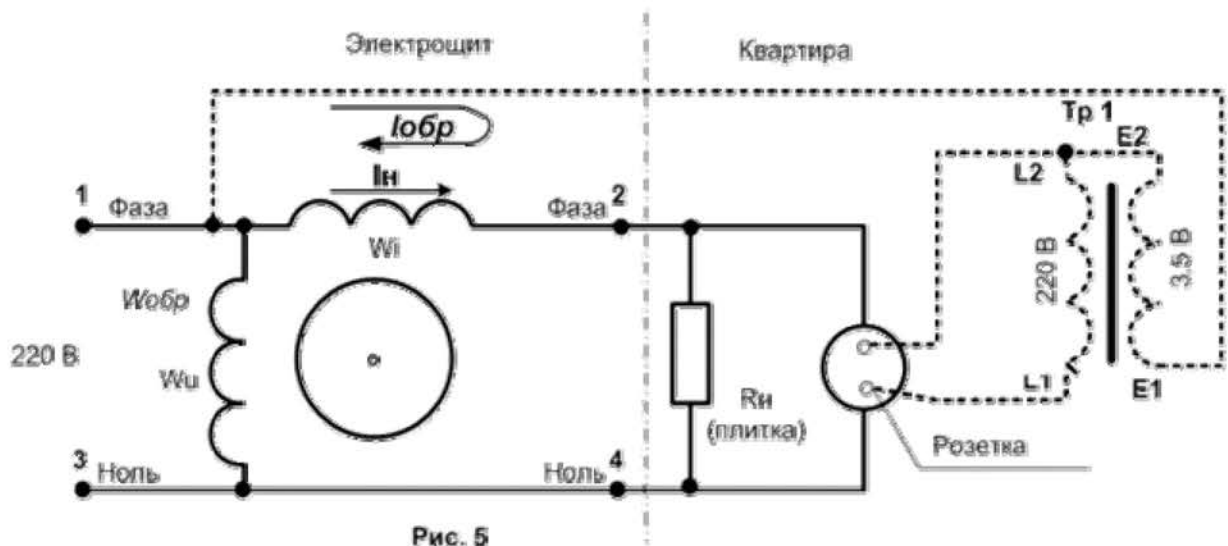 Электрощит
Квартира
Iобр
Тр 1
E2
L2
Iн
1
Фаза
Фаза
2
Wi
220 В
3.5 В
Wобр
220 В
Wu
L1
E1
Rн
(плитка)
Розетка
3
Ноль
Ноль
4
Рис. 5